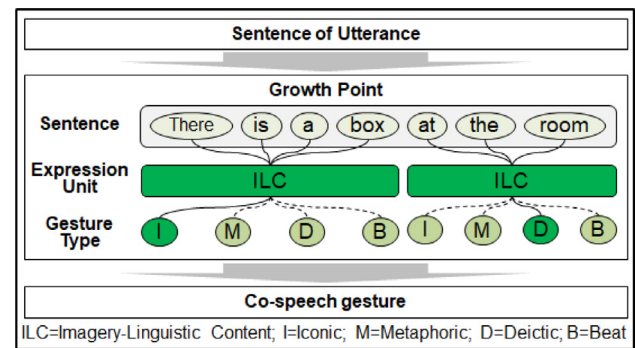 Sentence of Utterance
Growth Point
Sentence There is a box at the room
Expression Unit ILC ILC
Gesture Type I M D B I M D B
Co-speech gesture
ILC=Imagery-Linguistic Content; I=Iconic; M=Metaphoric; D=Deictic; B=Beat